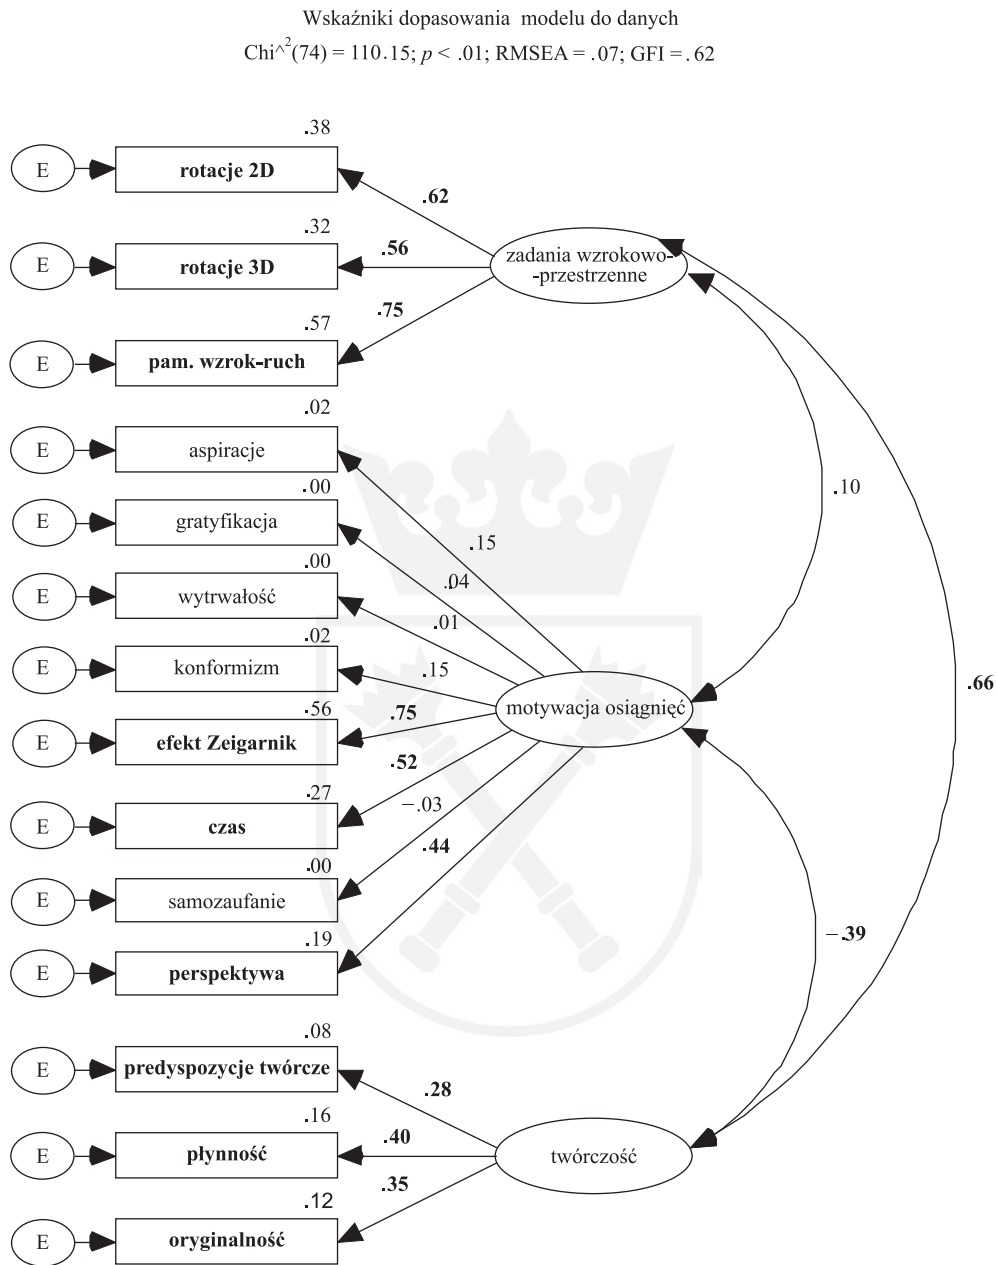 Wskaźniki dopasowania modelu do danych
Chi^2(74) = 110.15; p < .01; RMSEA = .07; GFI = .62
.38
E rotacje 2D
.62
.32
E rotacje 3D
.56
zadania wzrokowo-
-przestrzenne
.57
E pam. wzrok-ruch
.75
.02
E aspiracje
.15
.10
.00
E gratyfikacja
.04
.00
E wytrwałość
.01
.02
E konformizm
.15
motywacja osiągnięć
.66
.56
E efekt Zeigarnik
.75
.27
E czas
.52
.00
E samozaufanie
–.03
.19
E perspektywa
.44
–.39
.08
E predyspozycje twórcze
.28
.16
E płynność
.40
twórczość
.12
E oryginalność
.35